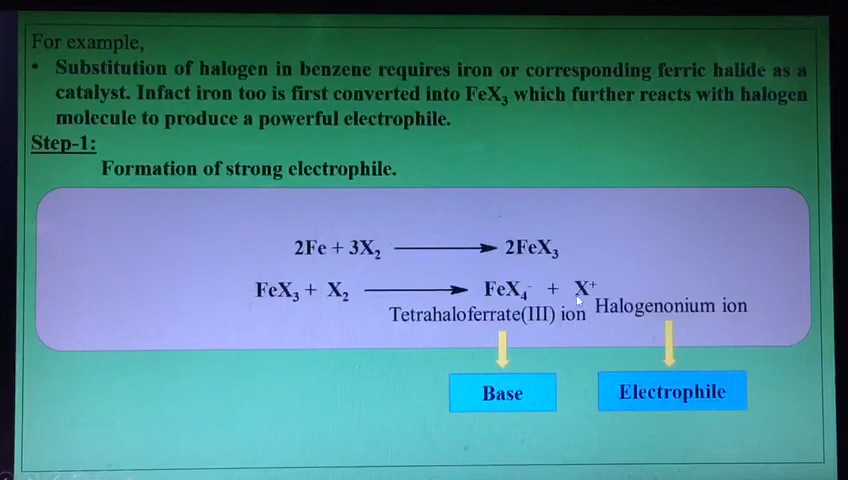 For example,
• Substitution of halogen in benzene requires iron or corresponding ferric halide as a
catalyst. Infact iron too is first converted into FeX₃ which further reacts with halogen
molecule to produce a powerful electrophile.
Step-1:
Formation of strong electrophile.
2Fe + 3X₂ ⟶ 2FeX₃
FeX₃ + X₂ ⟶ FeX₄⁻ + X⁺
Tetrahaloferrate(III) ion Halogenonium ion
Base Electrophile